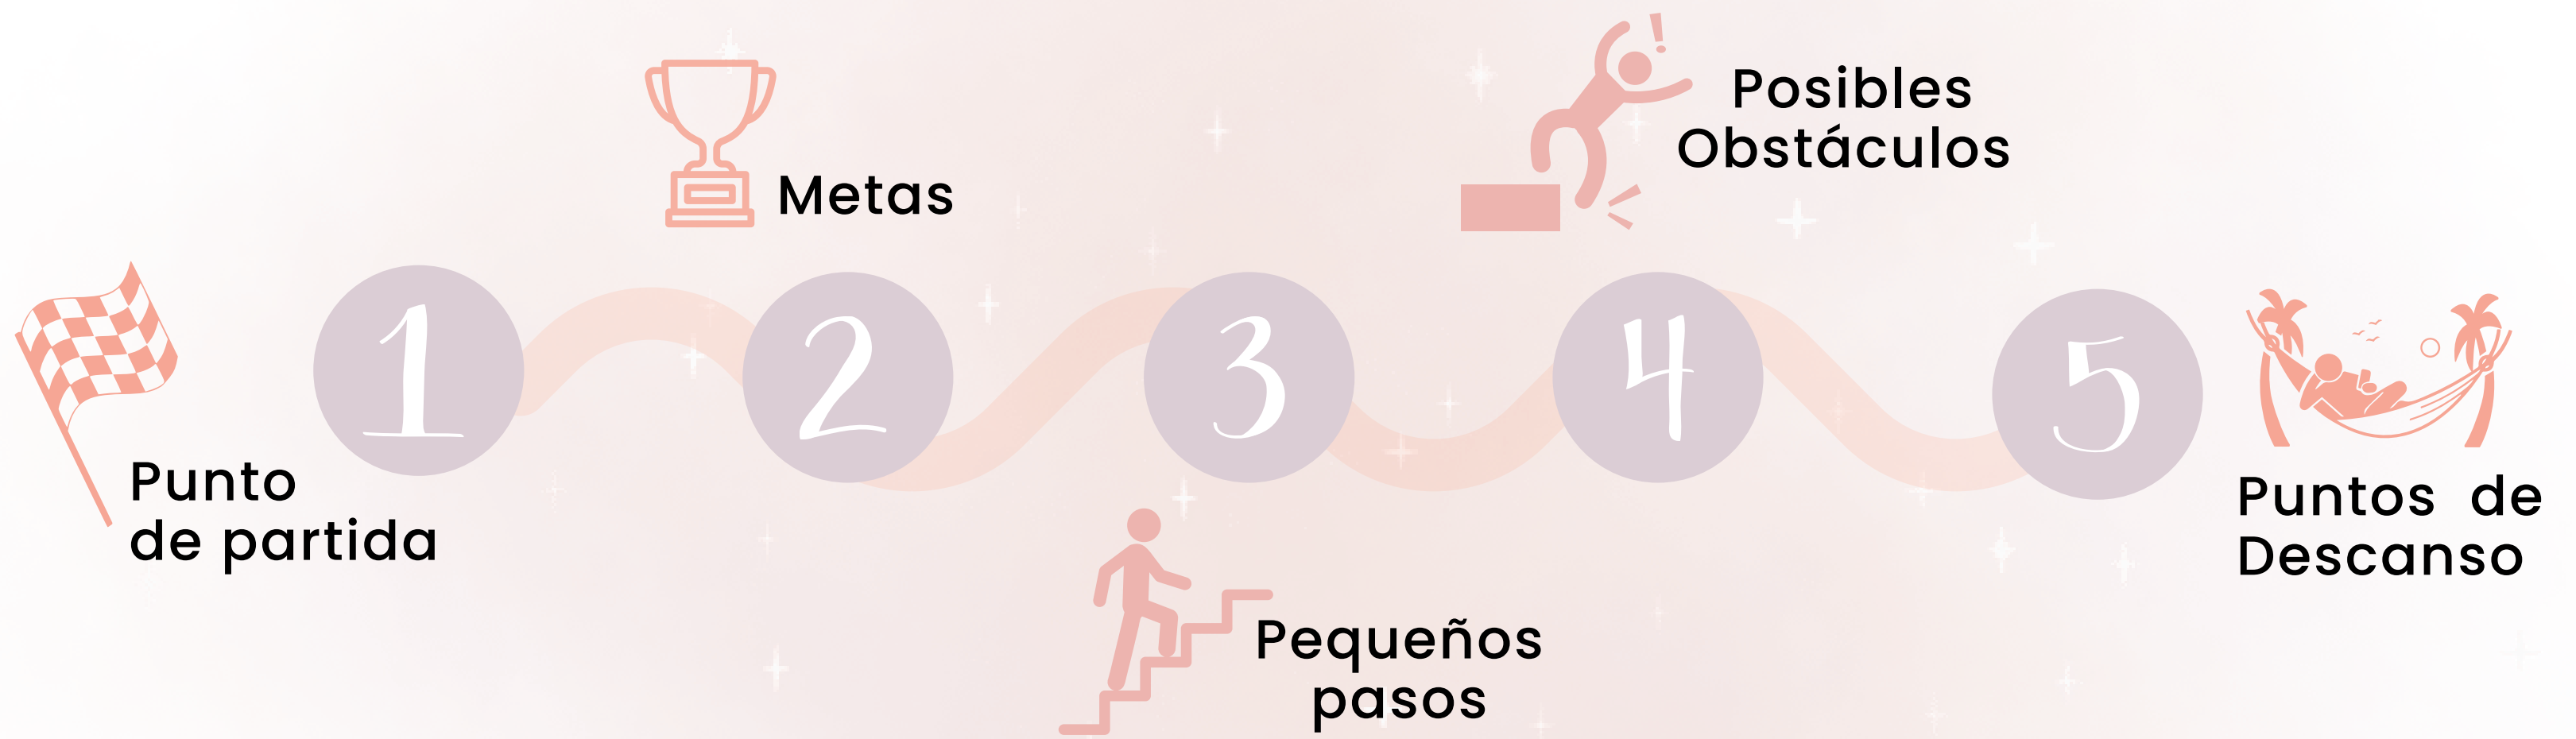 1
Punto
de partida
2
Metas
3
Pequeños
pasos
4
!
Posibles
Obstáculos
5
Puntos de
Descanso